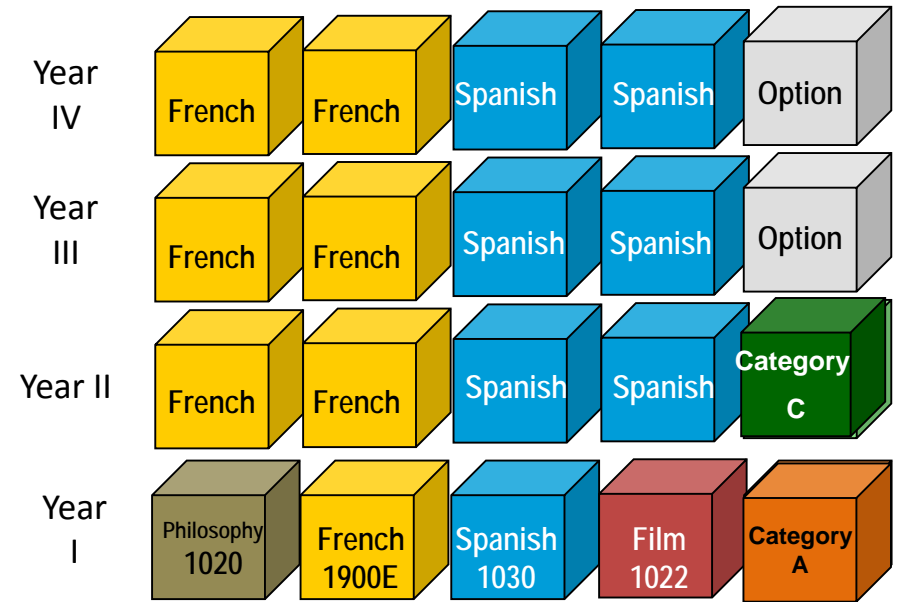 Year
IV
French
French
Spanish
Spanish
Option
Year
III
French
French
Spanish
Spanish
Option
Year II
French
French
Spanish
Spanish
Category
C
Year
I
Philosophy
1020
French
1900E
Spanish
1030
Film
1022
Category
A